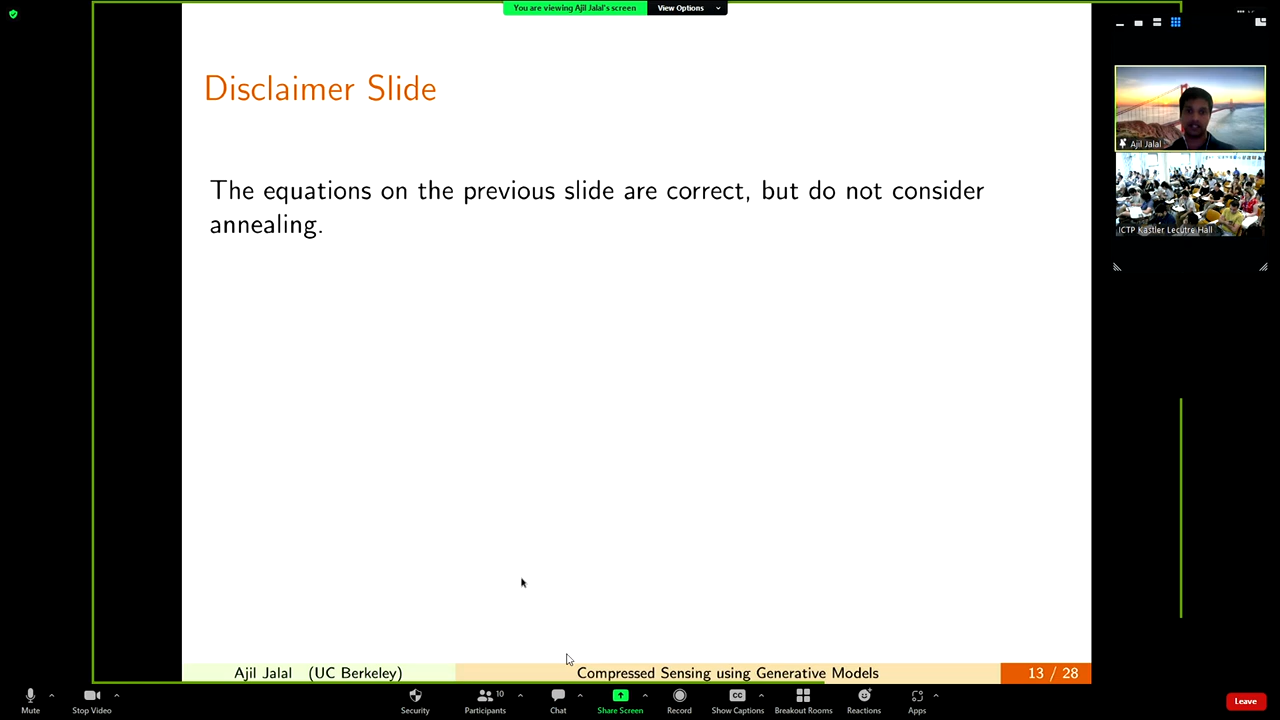 You are viewing Ajil Jalal's screen
View Options
Disclaimer Slide
The equations on the previous slide are correct, but do not consider
annealing.
Ajil Jalal
ICTP Kastler Lecutre Hall
Ajil Jalal (UC Berkeley)
Compressed Sensing using Generative Models
13 / 28
Mute
Stop Video
Security
Participants
10
Chat
Share Screen
Record
CC
Show Captions
Breakout Rooms
Reactions
Apps
Leave